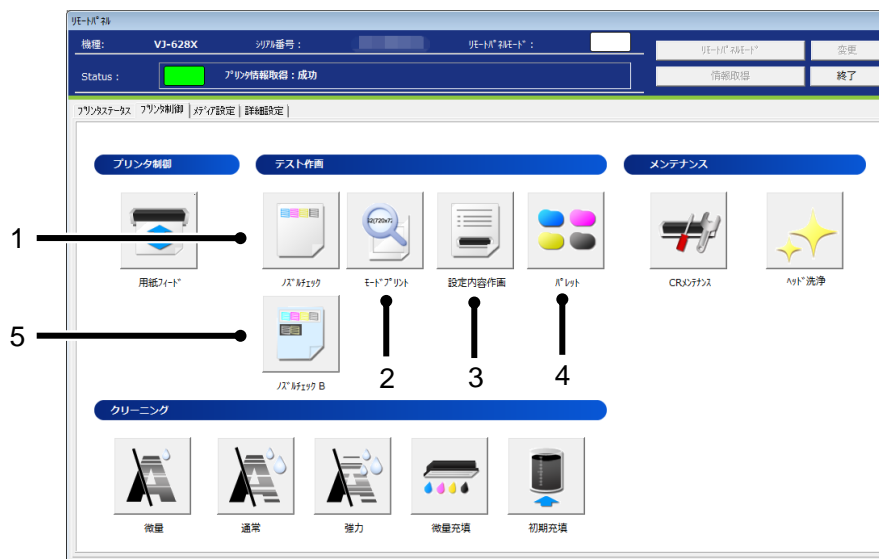 リモートパネル
機種: VJ-628X シリアル番号: リモートパネルモード: リモートパネルモード 変更
Status : プリンタ情報取得：成功 情報取得 終了
プリンタステータス プリンタ制御 メディア設定 詳細設定
プリンタ制御 テスト作画 メンテナンス
1
用紙フィード ノズルチェック モードプリント 設定内容作画 パレット CRメンテナンス ヘッド洗浄
5
2 3 4
ノズルチェック B
クリーニング
微量 通常 強力 微量充填 初期充填